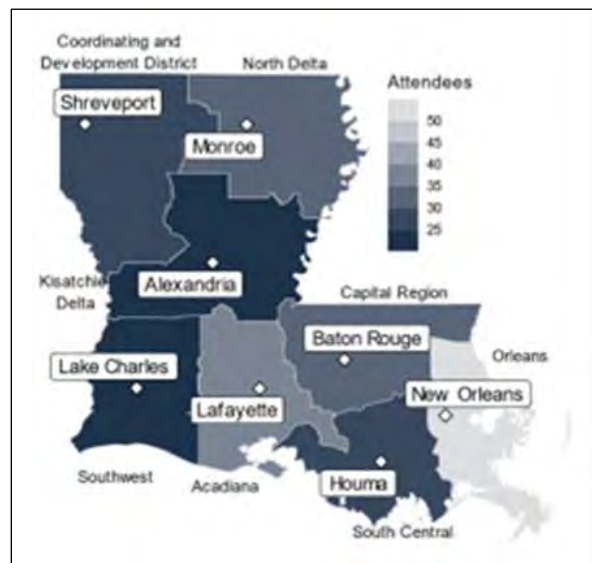 Coordinating and
Development District
North Delta
Attendees
Shreveport
50
45
Monroe
40
35
30
25
Kisatchie
Delta
Alexandria
Capital Region
Baton Rouge
Orleans
Lake Charles
Lafayette
New Orleans
Southwest
Acadiana
Houma
South Central